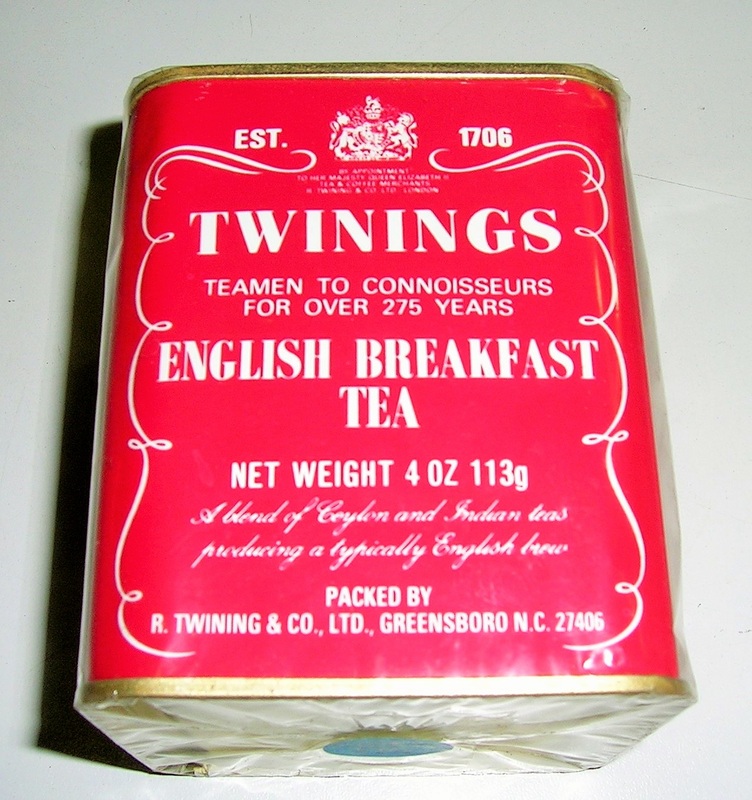 EST. 1706
BY APPOINTMENT
TO HER MAJESTY QUEEN ELIZABETH II
TEA & COFFEE MERCHANTS
R. TWINING & CO. LTD. LONDON
TWININGS
TEAMEN TO CONNOISSEURS
FOR OVER 275 YEARS
ENGLISH BREAKFAST
TEA
NET WEIGHT 4 OZ 113g
A blend of Ceylon and Indian teas
producing a typically English brew
PACKED BY
R. TWINING & CO., LTD., GREENSBORO N.C. 27406